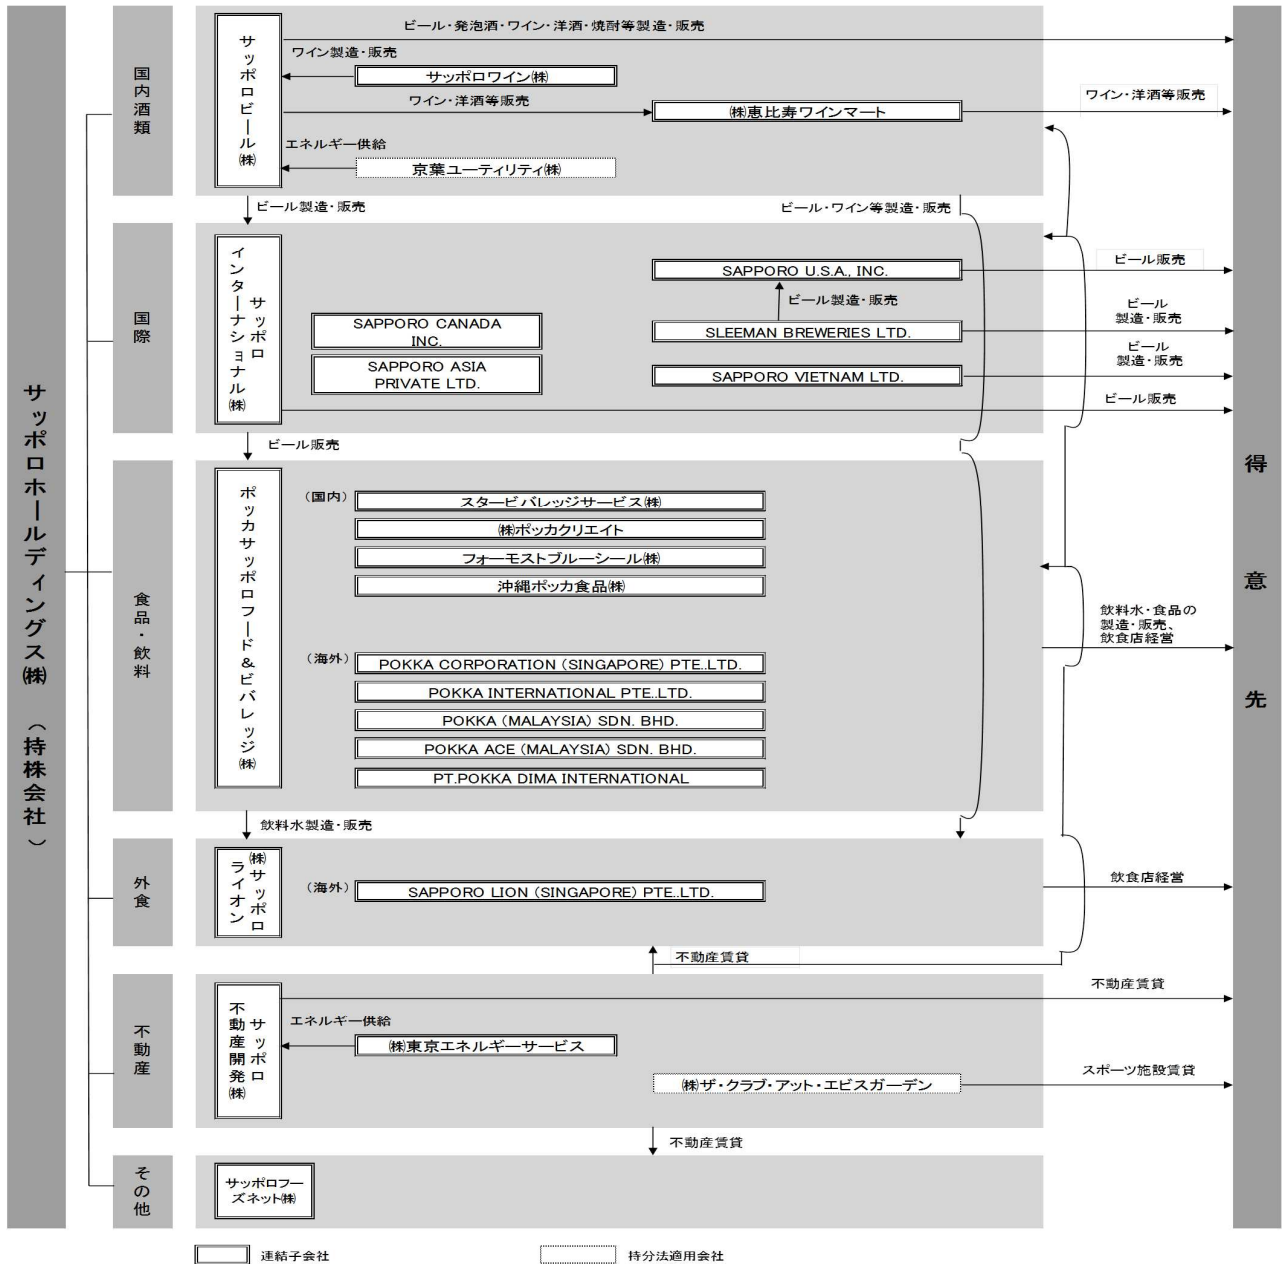 サッポロホールディングス㈱ （持株会社）
国内酒類
サッポロビール㈱
ビール・発泡酒・ワイン・洋酒・焼酎等製造・販売
ワイン製造・販売
サッポロワイン㈱
ワイン・洋酒等販売
㈱恵比寿ワインマート
ワイン・洋酒等販売
エネルギー供給
京葉ユーティリティ㈱
ビール製造・販売
ビール・ワイン等製造・販売
国際
サッポロ
インターナショナル㈱
SAPPORO U.S.A., INC.
ビール販売
ビール製造・販売
SAPPORO CANADA
INC.
SLEEMAN BREWERIES LTD.
ビール
製造・販売
SAPPORO ASIA
PRIVATE LTD.
SAPPORO VIETNAM LTD.
ビール
製造・販売
ビール販売
ビール販売
食品・飲料
ポッカサッポロフード&ビバレッジ㈱
（国内）
スタービバレッジサービス㈱
㈱ポッカクリエイト
フォーモストブルーシール㈱
沖縄ポッカ食品㈱
飲料水・食品の
製造・販売、
飲食店経営
（海外）
POKKA CORPORATION (SINGAPORE) PTE..LTD.
POKKA INTERNATIONAL PTE..LTD.
POKKA (MALAYSIA) SDN. BHD.
POKKA ACE (MALAYSIA) SDN. BHD.
PT.POKKA DIMA INTERNATIONAL
飲料水製造・販売
外食
㈱サッポロ
ライオン
（海外）
SAPPORO LION (SINGAPORE) PTE..LTD.
飲食店経営
不動産賃貸
不動産
サッポロ
不動産開発㈱
不動産賃貸
エネルギー供給
㈱東京エネルギーサービス
㈱ザ・クラブ・アット・エビスガーデン
スポーツ施設賃貸
不動産賃貸
その他
サッポロフー
ズネット㈱
得意先
連結子会社
持分法適用会社